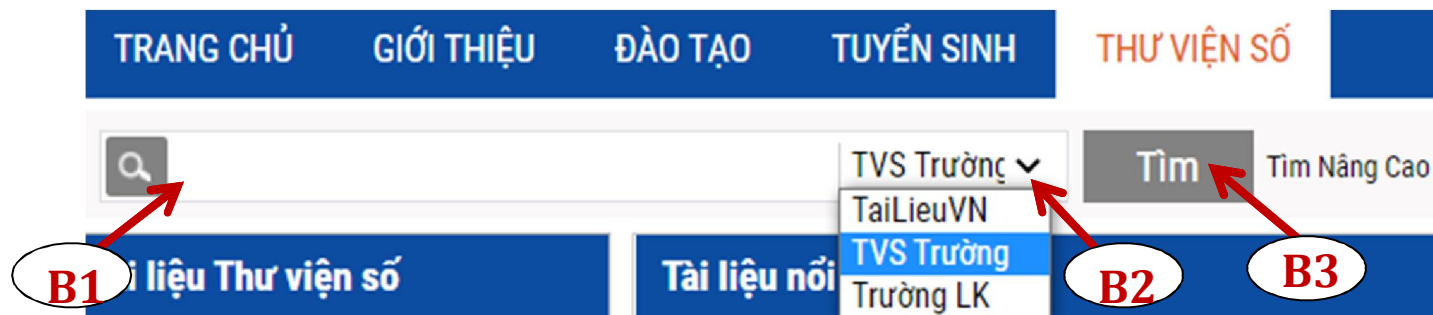 TRANG CHỦ GIỚI THIỆU ĐÀO TẠO TUYỂN SINH THƯ VIỆN SỐ
TVS Trường Tìm Tìm Nâng Cao
TaiLieuVN
TVS Trường
Trường LK
B1 i liệu Thư viện số Tài liệu nổi B2 B3